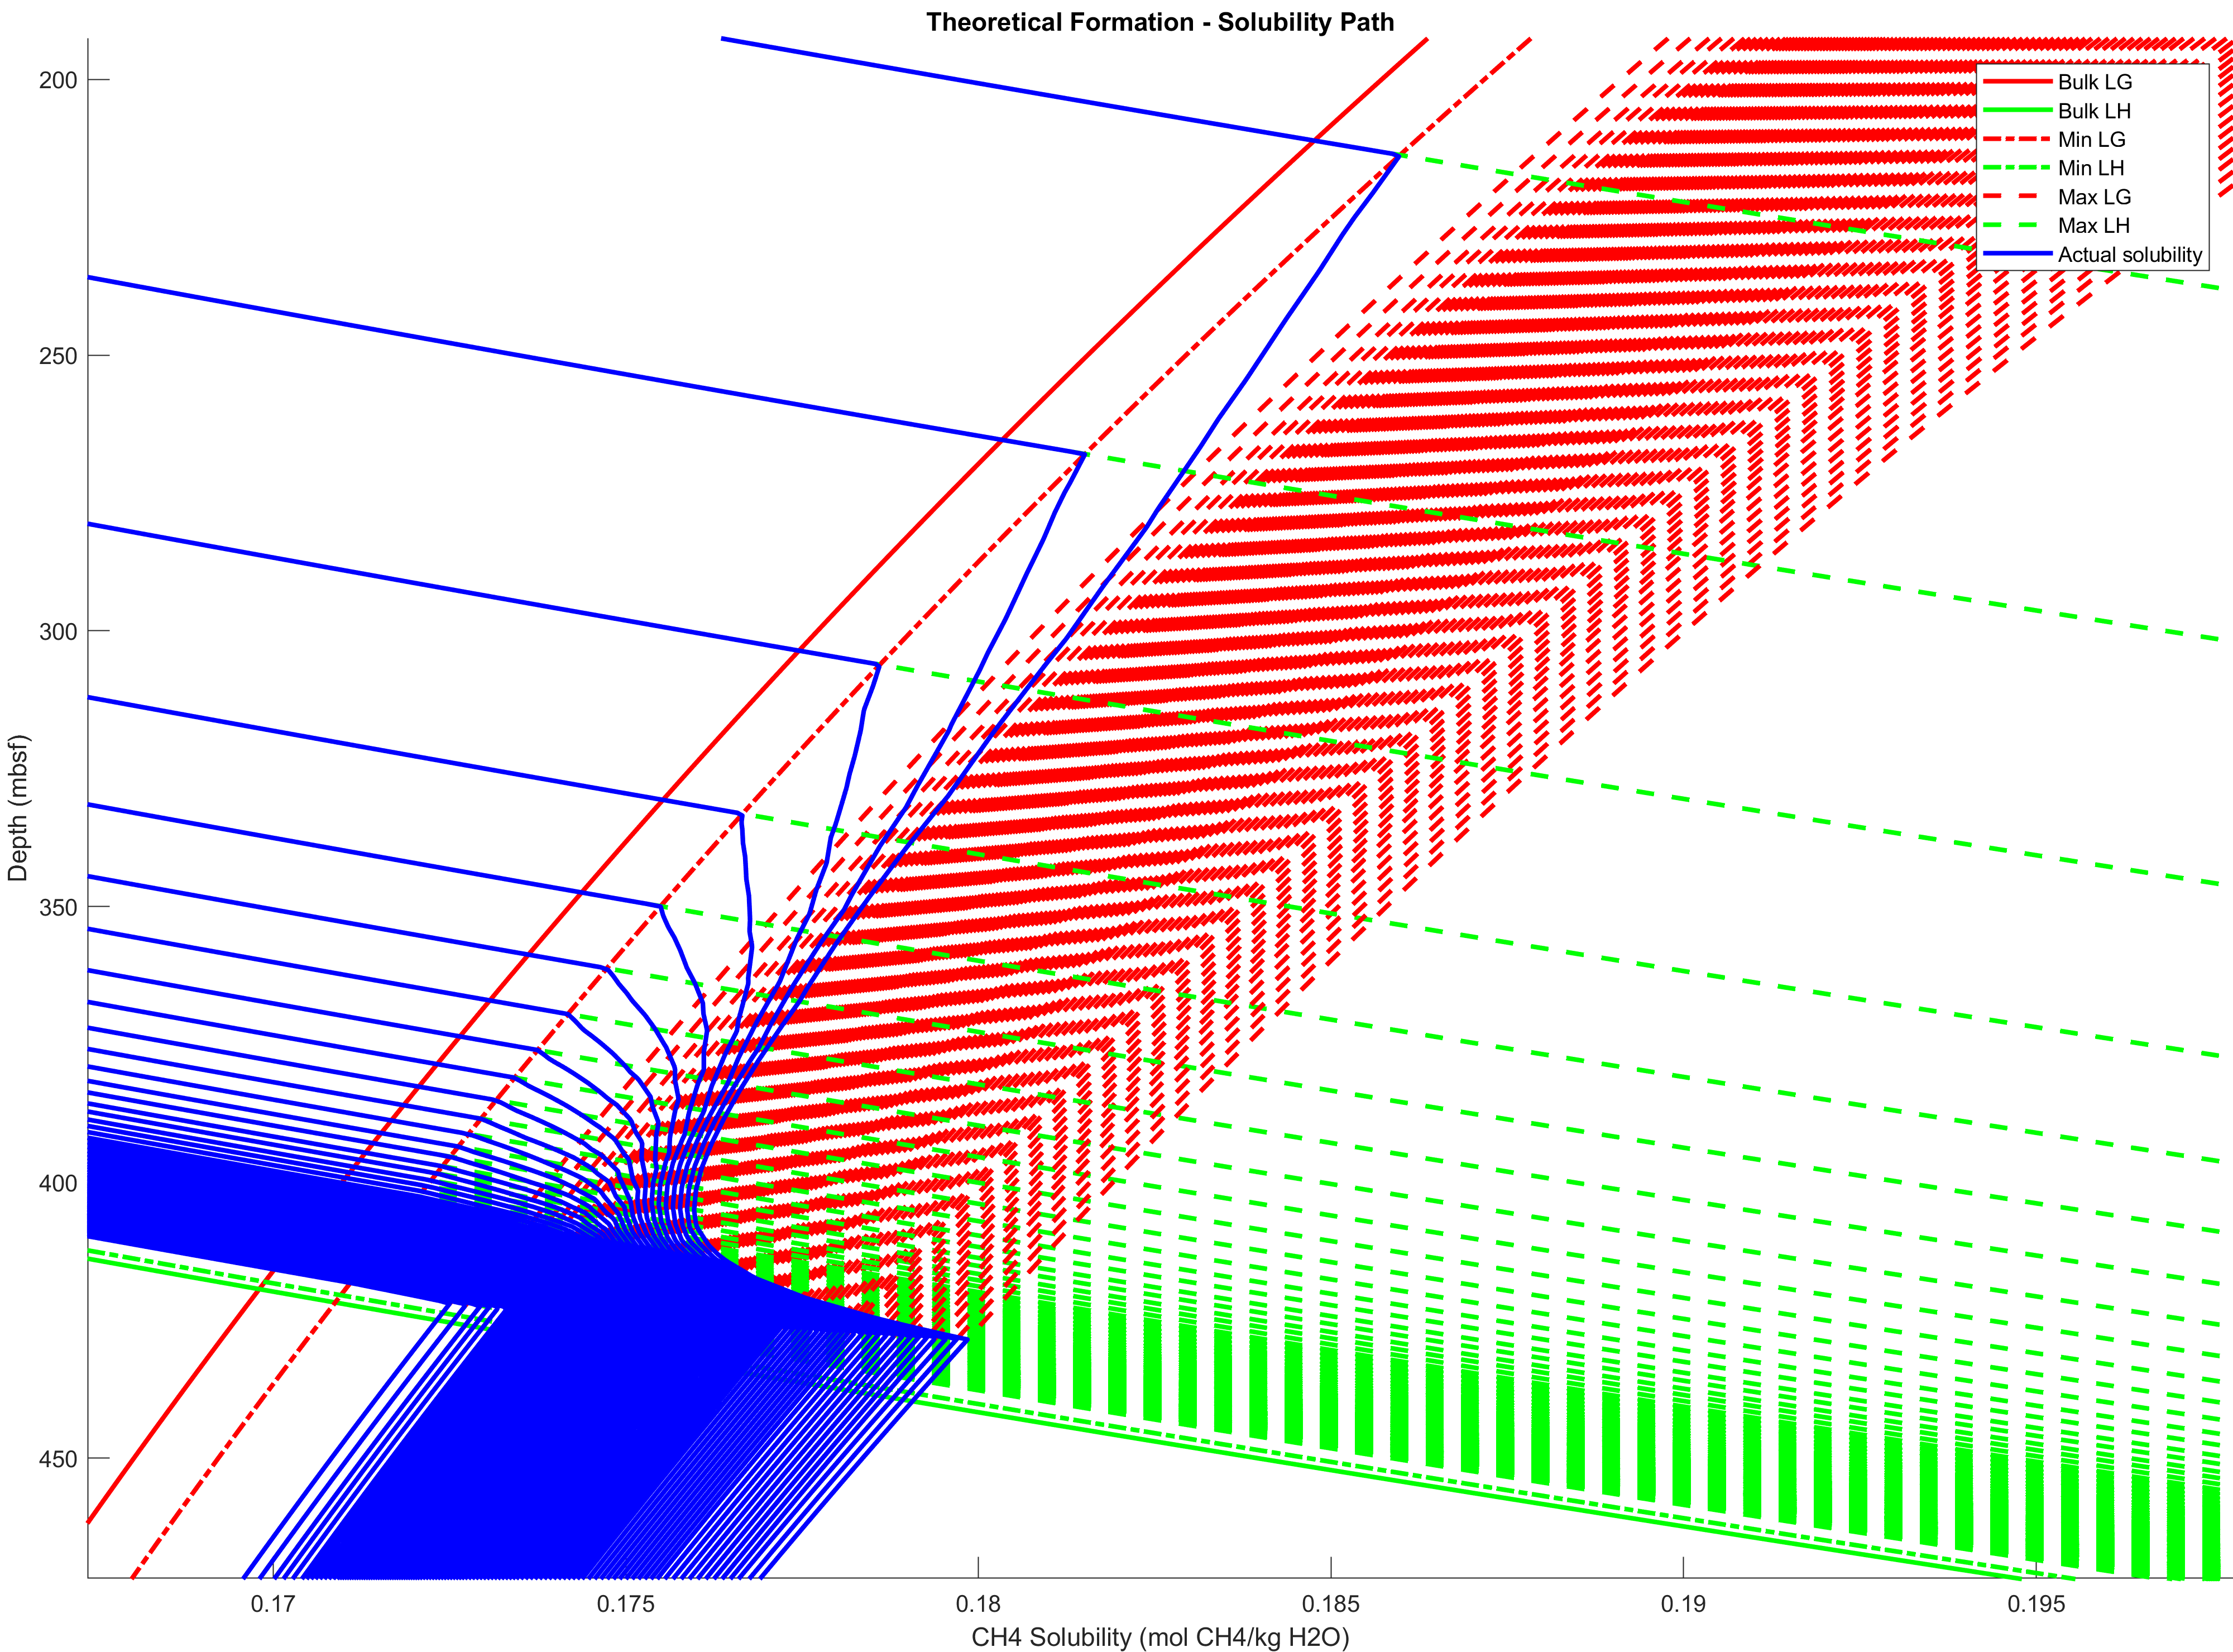 Theoretical Formation - Solubility Path
200
250
300
350
400
450
Depth (mbsf)
Bulk LG
Bulk LH
Min LG
Min LH
Max LG
Max LH
Actual solubility
0.17
0.175
0.18
0.185
0.19
0.195
CH4 Solubility (mol CH4/kg H2O)